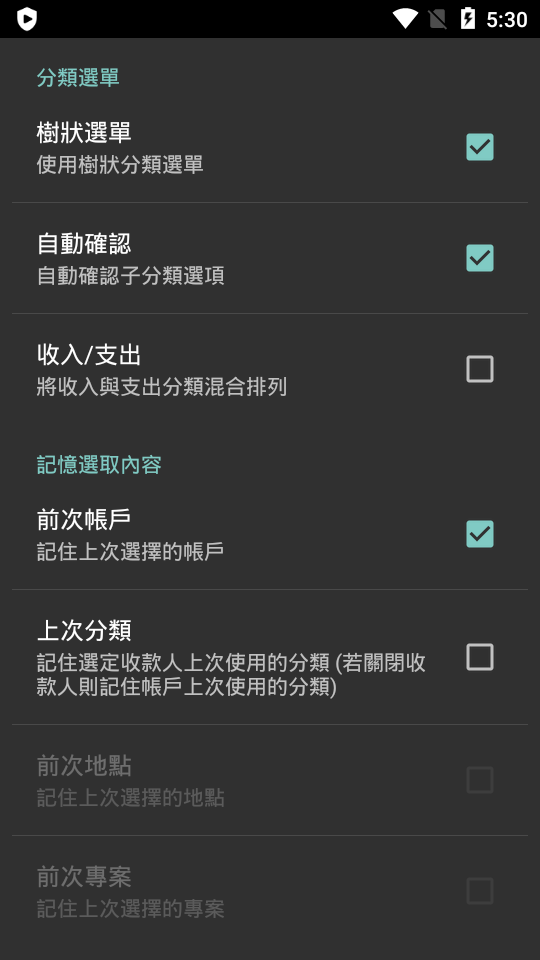 5:30
分類選單
樹狀選單
使用樹狀分類選單
自動確認
自動確認子分類選項
收入/支出
將收入與支出分類混合排列
記憶選取內容
前次帳戶
記住上次選擇的帳戶
上次分類
記住選定收款人上次使用的分類 (若關閉收
款人則記住帳戶上次使用的分類)
前次地點
記住上次選擇的地點
前次專案
記住上次選擇的專案